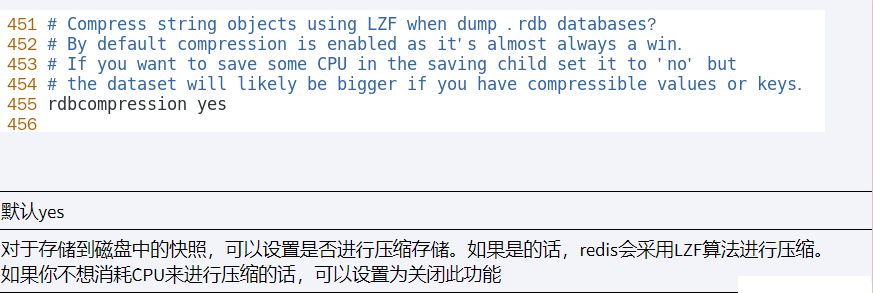 451 # Compress string objects using LZF when dump .rdb databases?
452 # By default compression is enabled as it's almost always a win.
453 # If you want to save some CPU in the saving child set it to 'no' but
454 # the dataset will likely be bigger if you have compressible values or keys.
455 rdbcompression yes
456
默认yes
对于存储到磁盘中的快照，可以设置是否进行压缩存储。如果是的话，redis会采用LZF算法进行压缩。
如果你不想消耗CPU来进行压缩的话，可以设置为关闭此功能